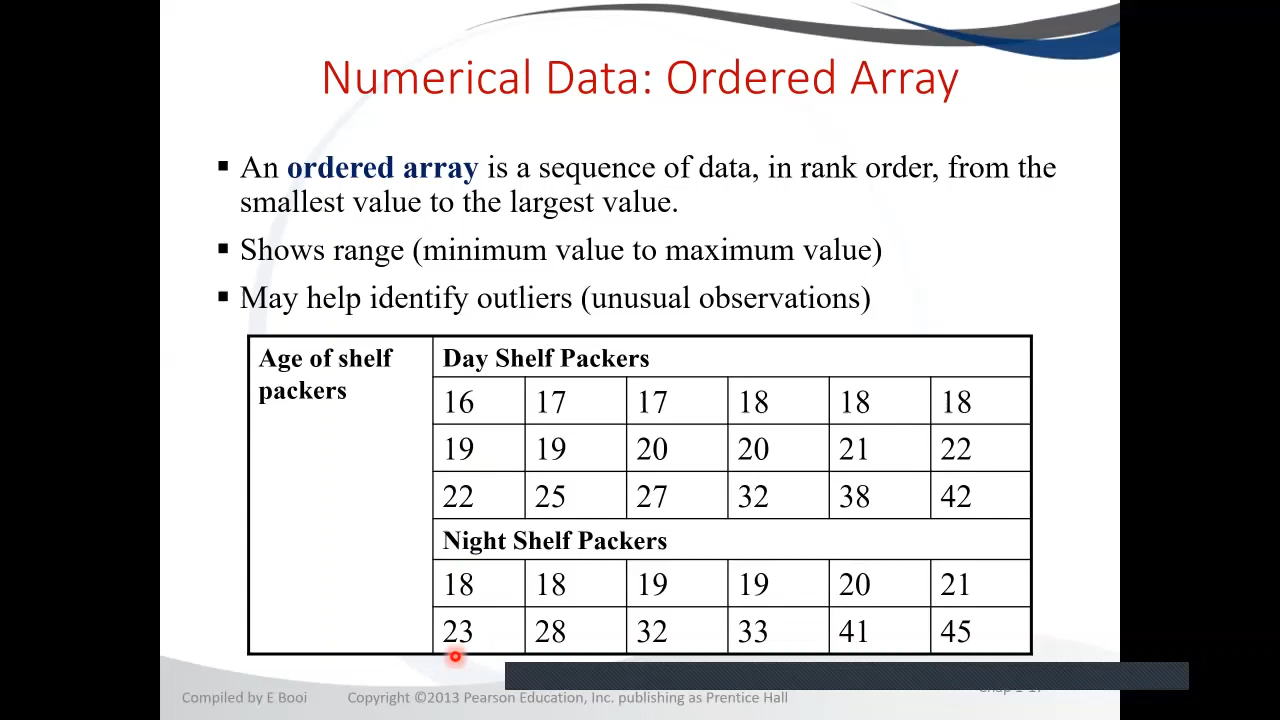 Numerical Data: Ordered Array
▪ An ordered array is a sequence of data, in rank order, from the
smallest value to the largest value.
▪ Shows range (minimum value to maximum value)
▪ May help identify outliers (unusual observations)
Age of shelf
packers
Day Shelf Packers
16 17 17 18 18 18
19 19 20 20 21 22
22 25 27 32 38 42
Night Shelf Packers
18 18 19 19 20 21
23 28 32 33 41 45
Compiled by E Booi
Copyright ©2013 Pearson Education, Inc. publishing as Prentice Hall